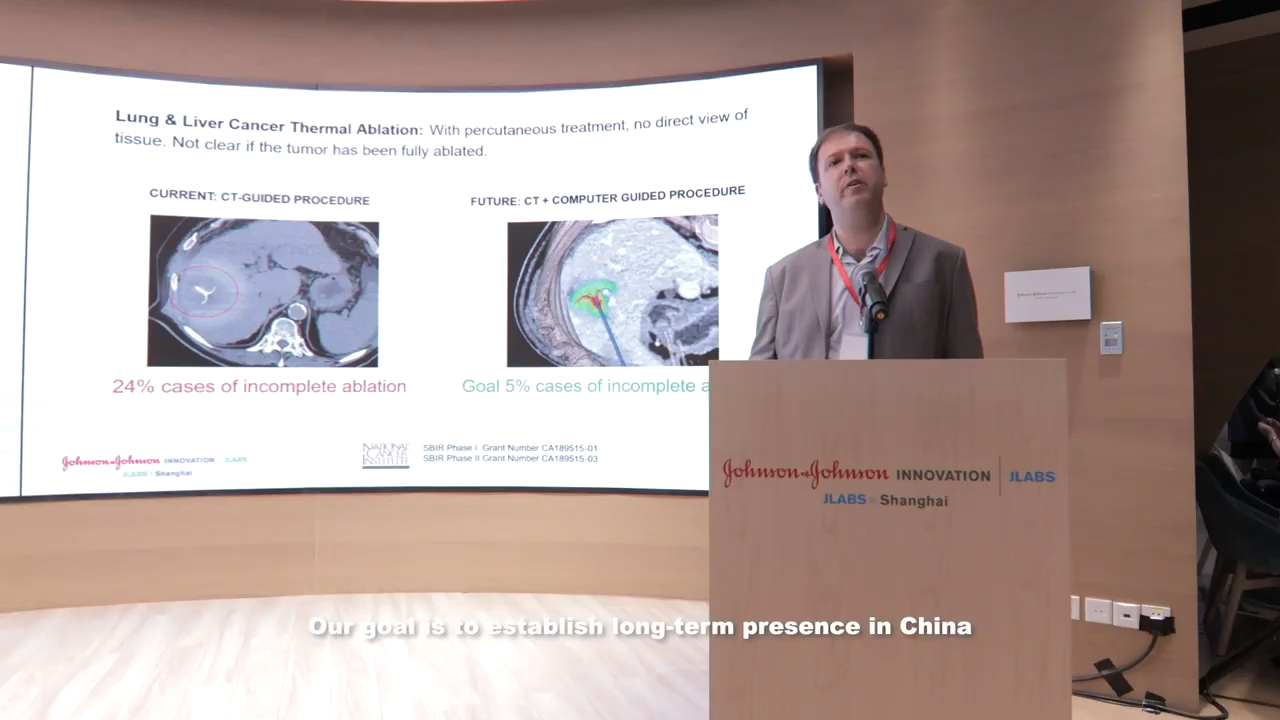 Lung & Liver Cancer Thermal Ablation: With percutaneous treatment, no direct view of
tissue. Not clear if the tumor has been fully ablated.
CURRENT: CT-GUIDED PROCEDURE
FUTURE: CT + COMPUTER GUIDED PROCEDURE
24% cases of incomplete ablation
Goal 5% cases of incomplete a
NATIONAL
CANCER
INSTITUTE
SBIR Phase I Grant Number CA189515-01
SBIR Phase II Grant Number CA189515-03
Johnson & Johnson INNOVATION JLABS
JLABS @ Shanghai
Johnson & Johnson INNOVATION | JLABS
JLABS @ Shanghai
Our goal is to establish long-term presence in China